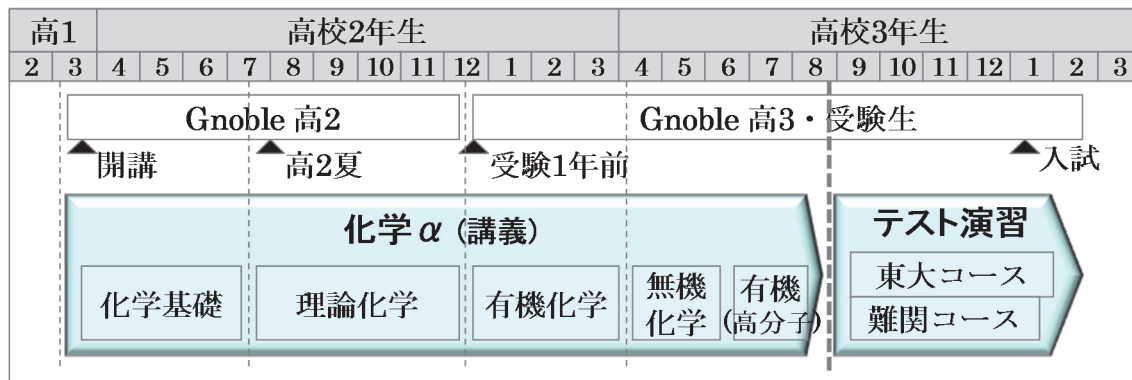 高1 高校2年生 高校3年生
2 3 4 5 6 7 8 9 10 11 12 1 2 3 4 5 6 7 8 9 10 11 12 1 2 3
Gnoble 高2 Gnoble 高3・受験生
開講 高2夏 受験1年前 入試
化学α(講義) テスト演習
化学基礎 理論化学 有機化学 無機 有機 東大コース
化学 (高分子) 難関コース